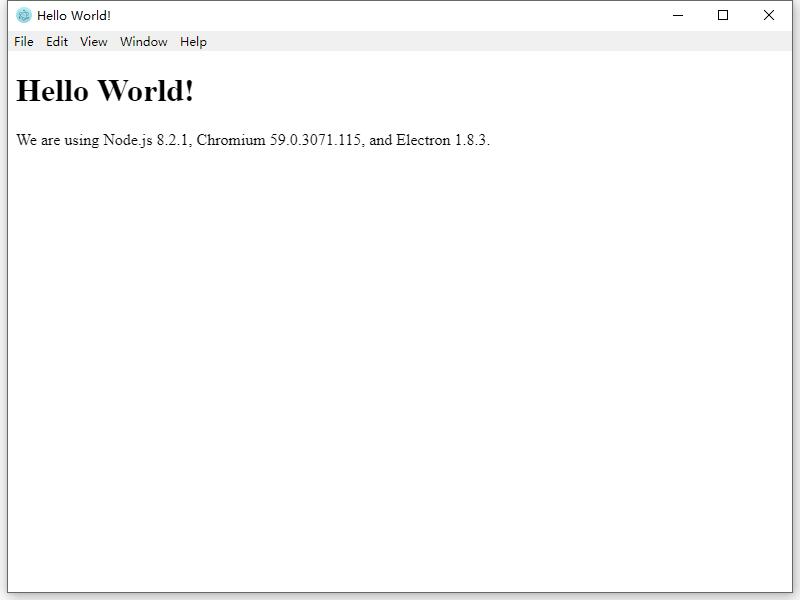 Hello World!
File Edit View Window Help
Hello World!
We are using Node.js 8.2.1, Chromium 59.0.3071.115, and Electron 1.8.3.